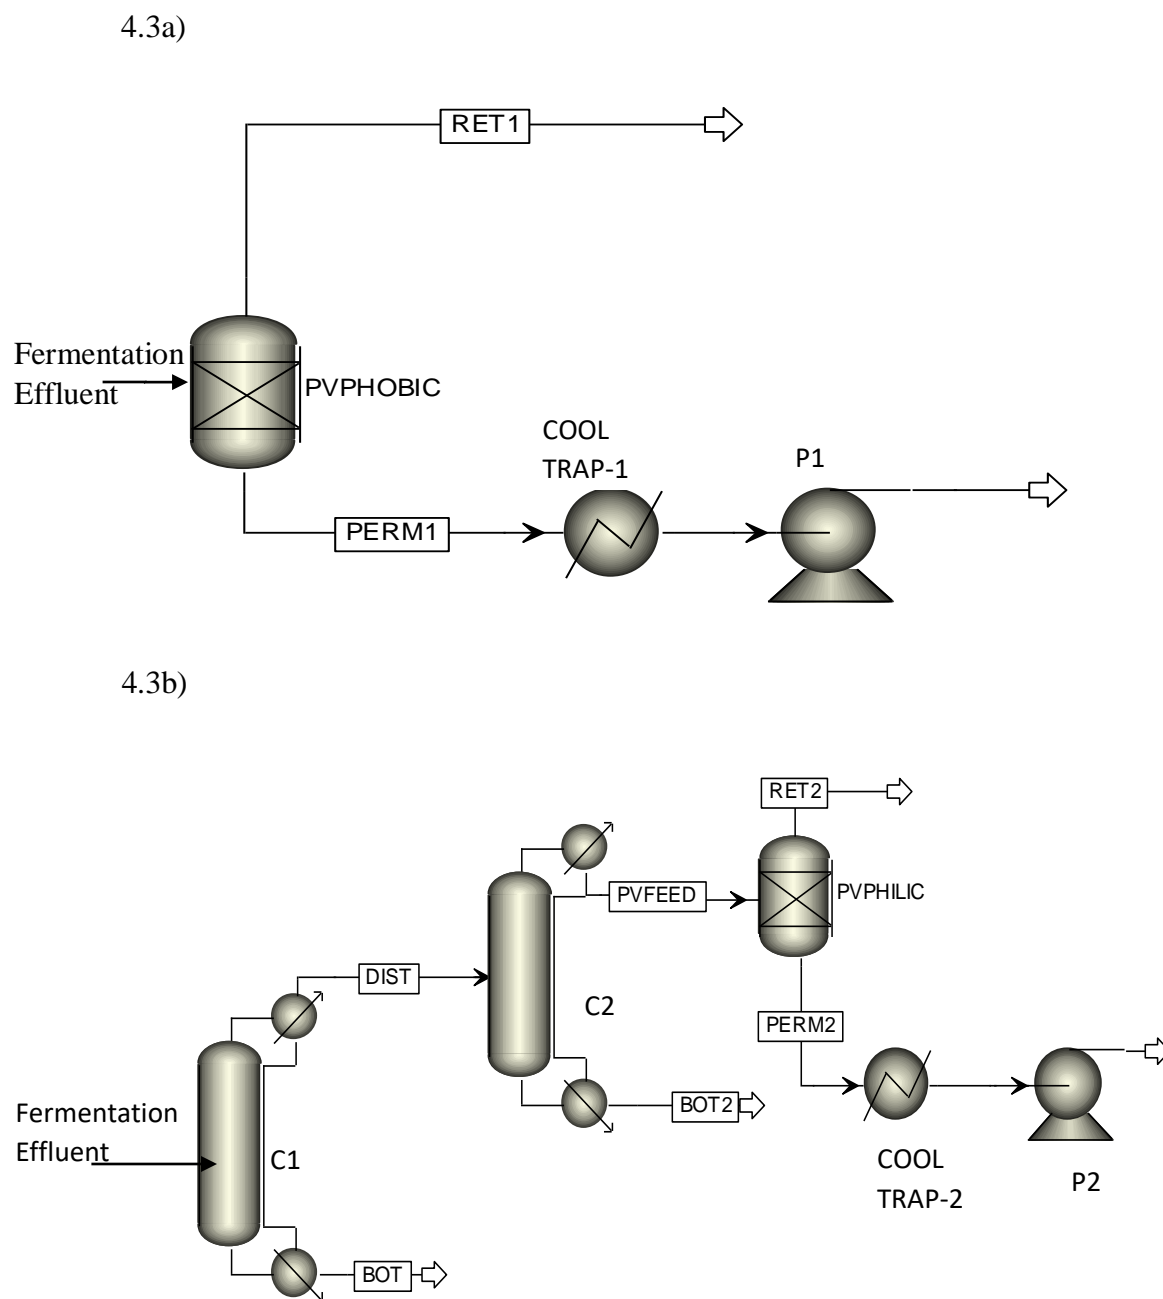 4.3a)
RET1
Fermentation
Effluent
PVPHOBIC
COOL
TRAP-1
P1
PERM1
4.3b)
RET2
PVFEED
PVPHILIC
DIST
C2
PERM2
BOT2
Fermentation
Effluent
C1
COOL
TRAP-2
P2
BOT